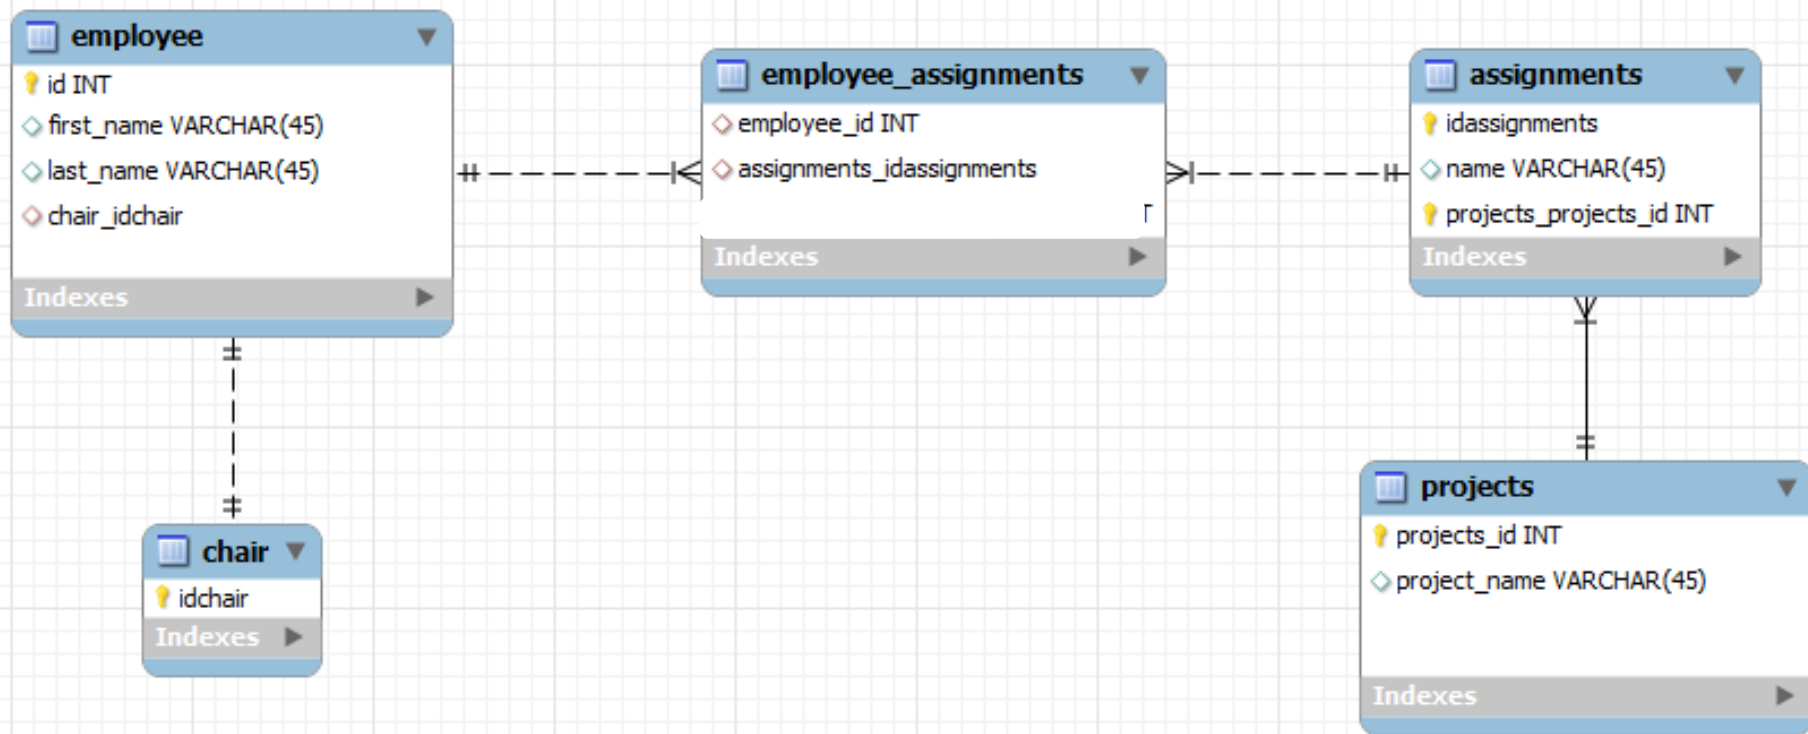 employee
id INT
first_name VARCHAR(45)
last_name VARCHAR(45)
chair_idchair
Indexes
employee_assignments
employee_id INT
assignments_idassignments
Indexes
assignments
idassignments
name VARCHAR(45)
projects_projects_id INT
Indexes
chair
idchair
Indexes
projects
projects_id INT
project_name VARCHAR(45)
Indexes